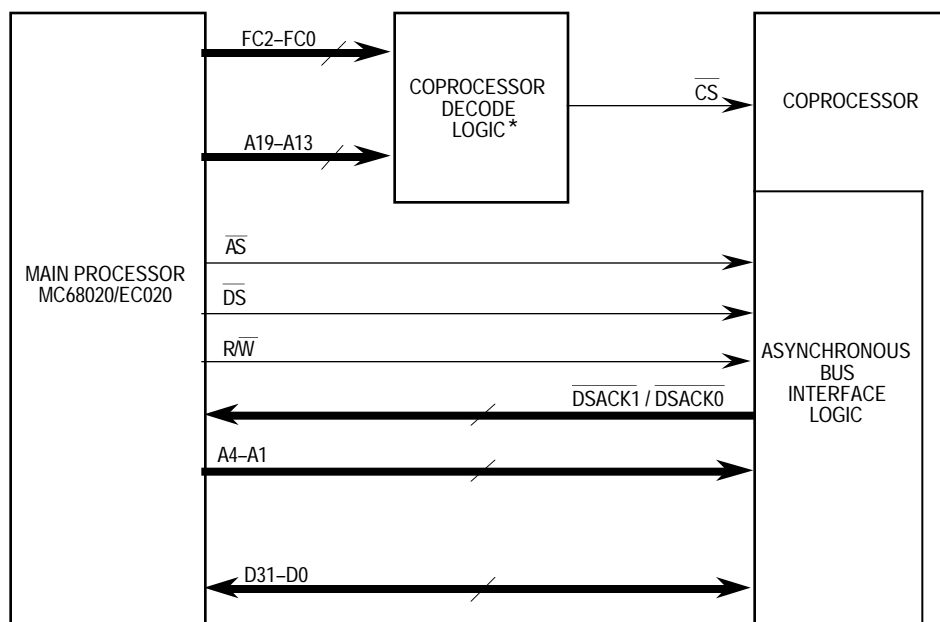 FC2–FC0
COPROCESSOR
DECODE
LOGIC*
CS
COPROCESSOR
A19–A13
MAIN PROCESSOR
MC68020/EC020
AS
DS
R/W
DSACK1 / DSACK0
A4–A1
D31–D0
ASYNCHRONOUS
BUS
INTERFACE
LOGIC